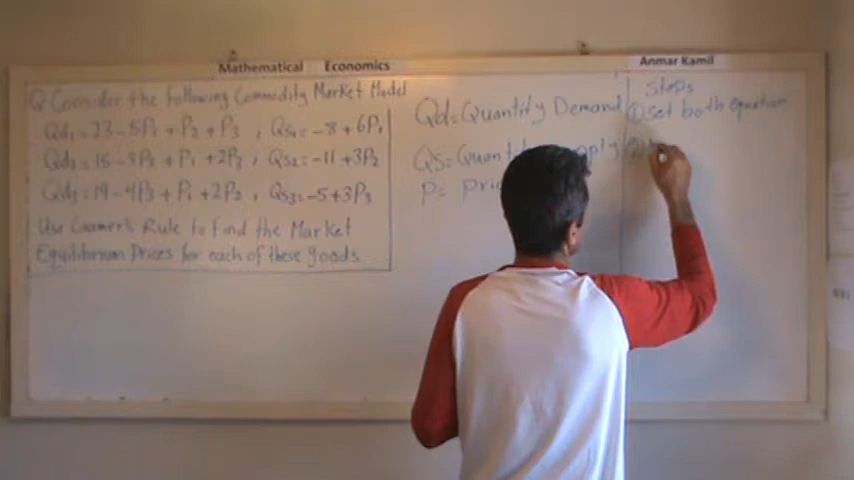 Mathematical Economics
Anmar Kamil
Q Consider the following Commodity Market Model
Qd₁=23-5P₁+P₂+P₃, Qs₁=-8+6P₁
Qd₂=15-3P₂+P₁+2P₃, Qs₂=-11+3P₂
Qd₃=19-4P₃+P₁+2P₂, Qs₃=-5+3P₃
Use Cramer's Rule to find the Market
Equilibrium Prices for each of these goods.
Qd=Quantity Demand
Qs=
P=
Steps
① Set both equation
②